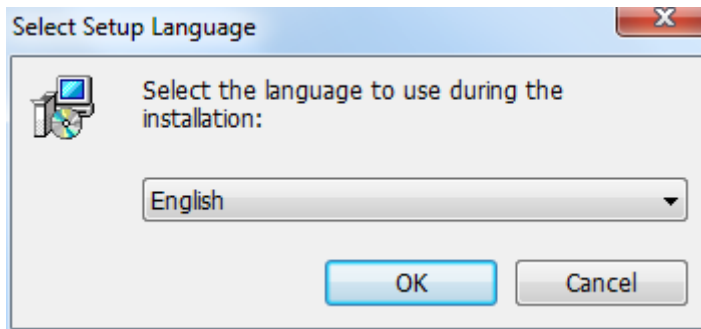 Select Setup Language
Select the language to use during the
installation:
English
OK
Cancel